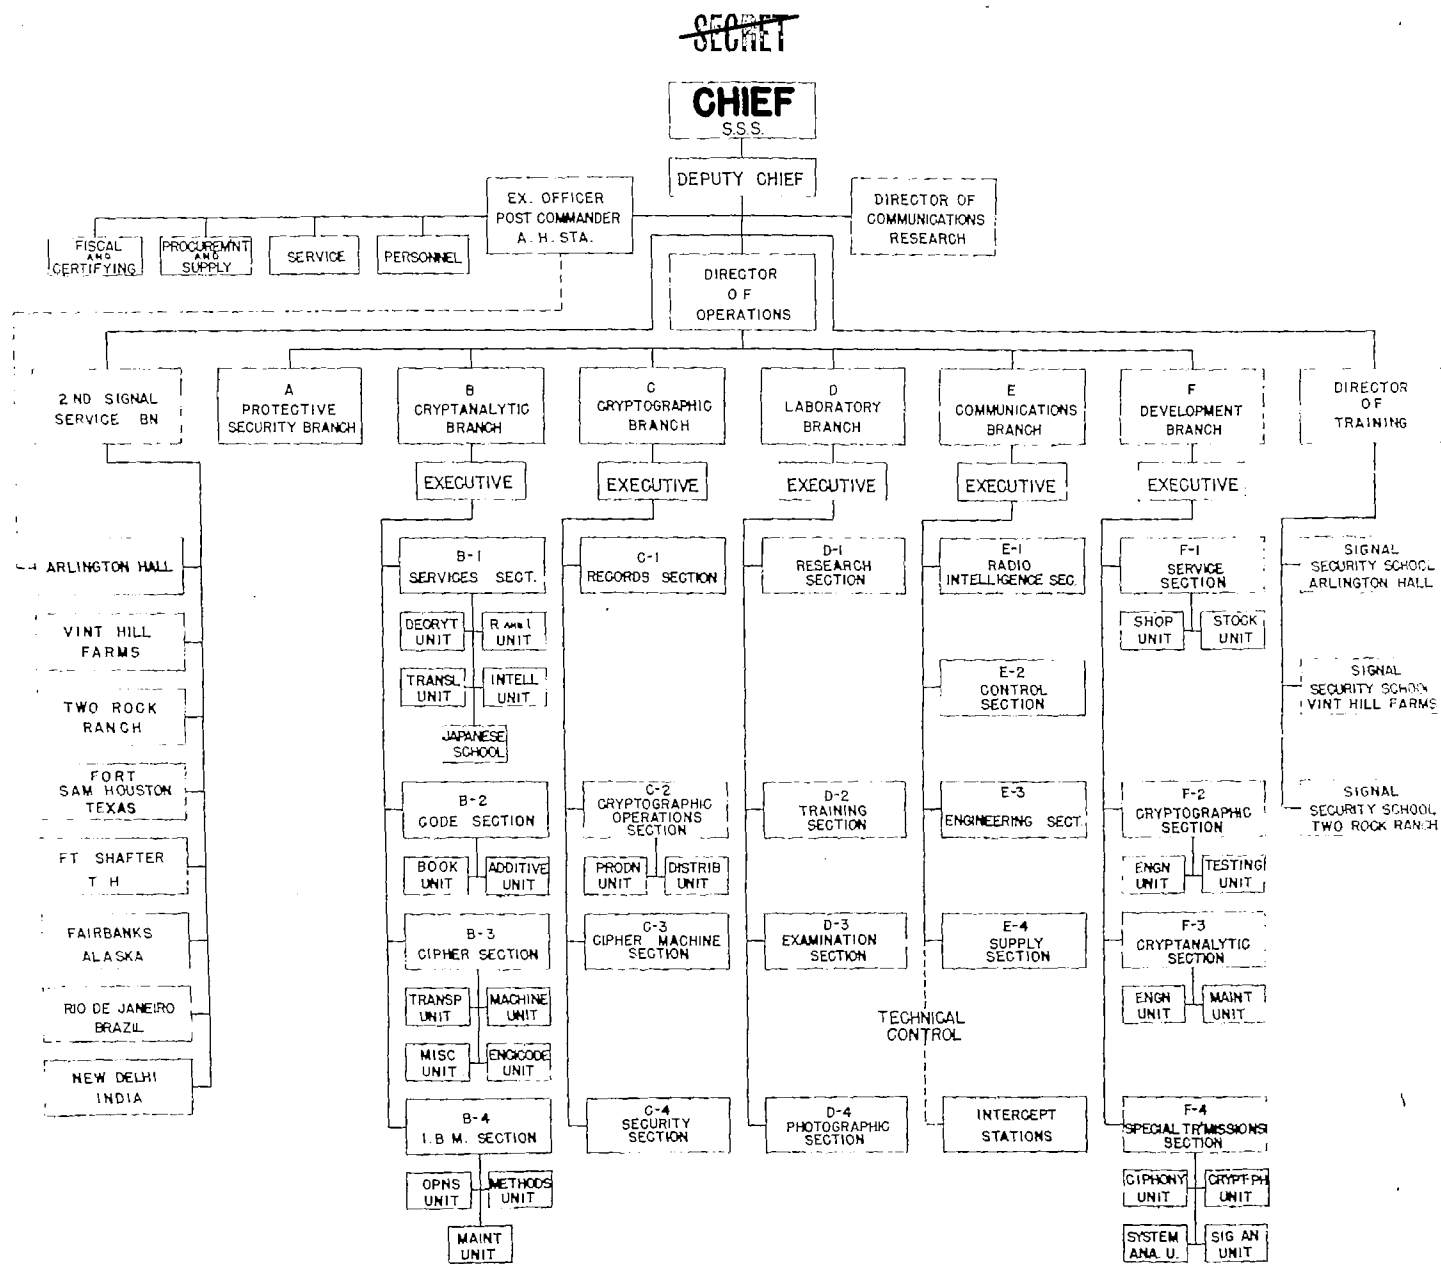 SECRET
CHIEF
S.S.S.
DEPUTY CHIEF
EX. OFFICER
POST COMMANDER
A. H. STA.
DIRECTOR OF
COMMUNICATIONS
RESEARCH
FISCAL
AND
CERTIFYING
PROCUREM'NT
AND
SUPPLY
SERVICE
PERSONNEL
DIRECTOR
OF
OPERATIONS
2ND SIGNAL
SERVICE BN
A
PROTECTIVE
SECURITY BRANCH
B
CRYPTANALYTIC
BRANCH
C
CRYPTOGRAPHIC
BRANCH
D
LABORATORY
BRANCH
E
COMMUNICATIONS
BRANCH
F
DEVELOPMENT
BRANCH
DIRECTOR
OF
TRAINING
EXECUTIVE
EXECUTIVE
EXECUTIVE
EXECUTIVE
EXECUTIVE
ARLINGTON HALL
VINT HILL
FARMS
TWO ROCK
RANCH
FORT
SAM HOUSTON
TEXAS
FT SHAFTER
T H
FAIRBANKS
ALASKA
RIO DE JANEIRO
BRAZIL
NEW DELHI
INDIA
B-1
SERVICES SECT.
DECRYT
UNIT
R AND I
UNIT
TRANSL
UNIT
INTELL
UNIT
JAPANESE
SCHOOL
B-2
CODE SECTION
BOOK
UNIT
ADDITIVE
UNIT
B-3
CIPHER SECTION
TRANSP
UNIT
MACHINE
UNIT
MISC
UNIT
ENCICODE
UNIT
B-4
I.B.M. SECTION
OPNS
UNIT
METHODS
UNIT
MAINT
UNIT
C-1
RECORDS SECTION
C-2
CRYPTOGRAPHIC
OPERATIONS
SECTION
PRODN
UNIT
DISTRIB
UNIT
C-3
CIPHER MACHINE
SECTION
C-4
SECURITY
SECTION
D-1
RESEARCH
SECTION
D-2
TRAINING
SECTION
D-3
EXAMINATION
SECTION
D-4
PHOTOGRAPHIC
SECTION
E-1
RADIO
INTELLIGENCE SEC.
E-2
CONTROL
SECTION
E-3
ENGINEERING SECT.
E-4
SUPPLY
SECTION
TECHNICAL
CONTROL
INTERCEPT
STATIONS
F-1
SERVICE
SECTION
SHOP
UNIT
STOCK
UNIT
F-2
CRYPTOGRAPHIC
SECTION
ENGN
UNIT
TESTING
UNIT
F-3
CRYPTANALYTIC
SECTION
ENGN
UNIT
MAINT
UNIT
F-4
SPECIAL TR'MISSIONS
SECTION
CIPHONY
UNIT
CRYPT-PH
UNIT
SYSTEM
ANA. U.
SIG AN
UNIT
SIGNAL
SECURITY SCHOOL
ARLINGTON HALL
SIGNAL
SECURITY SCHOOL
VINT HILL FARMS
SIGNAL
SECURITY SCHOOL
TWO ROCK RANCH